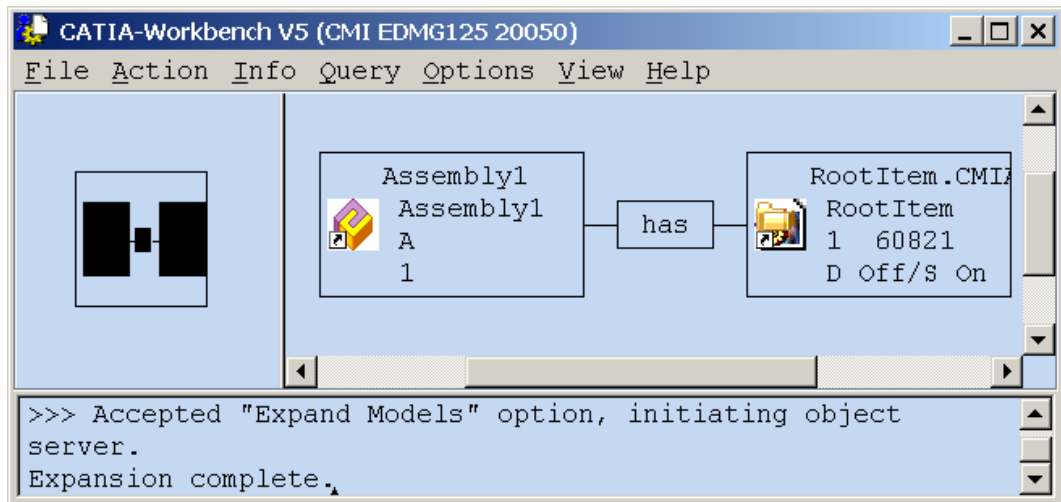 CATIA-Workbench V5 (CMI EDMG125 20050)
File Action Info Query Options View Help
Assembly1
Assembly1
A
1
has
RootItem.CMI
RootItem
1 60821
D Off/S On
>>> Accepted "Expand Models" option, initiating object
server.
Expansion complete.